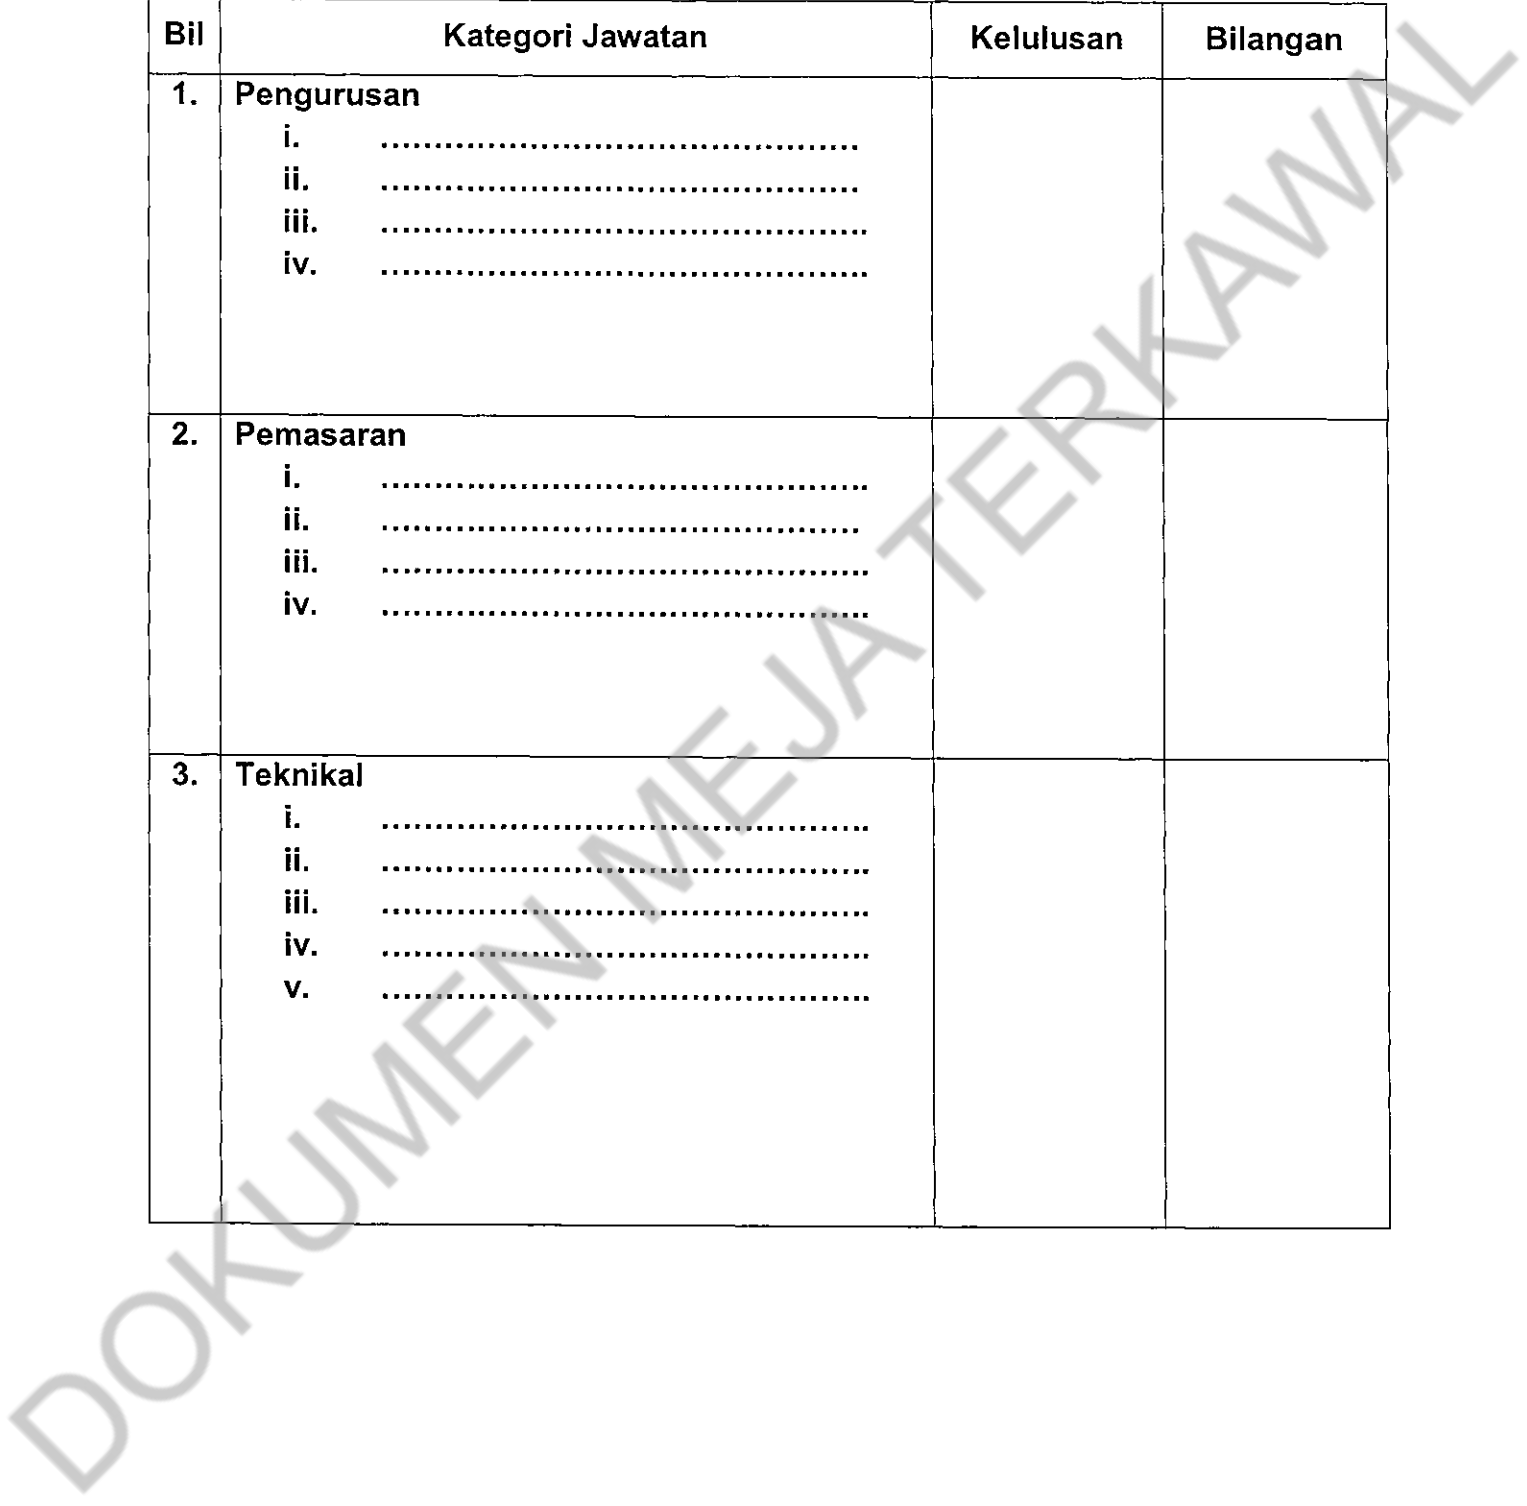 Bil Kategori Jawatan Kelulusan Bilangan
1. Pengurusan
i. ............................................
ii. ............................................
iii. .............................................
iv. .............................................
2. Pemasaran
i. .............................................
ii. ............................................
iii. .............................................
iv. .............................................
3. Teknikal
i. .............................................
ii. .............................................
iii. .............................................
iv. .............................................
v. .............................................
DOKUMEN MEJA TERKAWAL